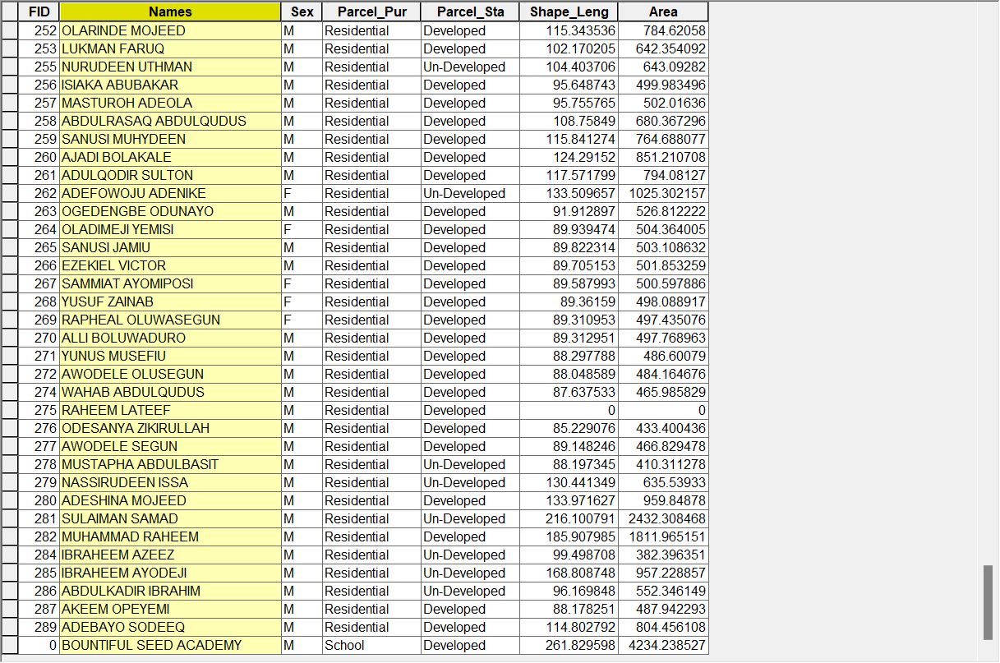 FID Names Sex Parcel_Pur Parcel_Sta Shape_Leng Area
252 OLARINDE MOJEED M Residential Developed 115.343536 784.62058
253 LUKMAN FARUQ M Residential Developed 102.170205 642.354092
255 NURUDEEN UTHMAN M Residential Un-Developed 104.403706 643.09282
256 ISIAKA ABUBAKAR M Residential Developed 95.648743 499.983496
257 MASTUROH ADEOLA M Residential Developed 95.755765 502.01636
258 ABDULRASAQ ABDULQUDUS M Residential Developed 108.75849 680.367296
259 SANUSI MUHYDEEN M Residential Developed 115.841274 764.688077
260 AJADI BOLAKALE M Residential Developed 124.29152 851.210708
261 ADULQODIR SULTON M Residential Developed 117.571799 794.08127
262 ADEFOWOJU ADENIKE F Residential Un-Developed 133.509657 1025.302157
263 OGEDENGBE ODUNAYO M Residential Developed 91.912897 526.812222
264 OLADIMEJI YEMISI F Residential Developed 89.939474 504.364005
265 SANUSI JAMIU M Residential Developed 89.822314 503.108632
266 EZEKIEL VICTOR M Residential Developed 89.705153 501.853259
267 SAMMIAT AYOMIPOSI F Residential Developed 89.587993 500.597886
268 YUSUF ZAINAB F Residential Developed 89.36159 498.088917
269 RAPHEAL OLUWASEGUN F Residential Developed 89.310953 497.435076
270 ALLI BOLUWADURO M Residential Developed 89.312951 497.768963
271 YUNUS MUSEFIU M Residential Developed 88.297788 486.60079
272 AWODELE OLUSEGUN M Residential Developed 88.048589 484.164676
274 WAHAB ABDULQUDUS M Residential Developed 87.637533 465.985829
275 RAHEEM LATEEF M Residential Developed 0 0
276 ODESANYA ZIKIRULLAH M Residential Developed 85.229076 433.400436
277 AWODELE SEGUN M Residential Developed 89.148246 466.829478
278 MUSTAPHA ABDULBASIT M Residential Un-Developed 88.197345 410.311278
279 NASSIRUDEEN ISSA M Residential Un-Developed 130.441349 635.53933
280 ADESHINA MOJEED M Residential Developed 133.971627 959.84878
281 SULAIMAN SAMAD M Residential Un-Developed 216.100791 2432.308468
282 MUHAMMAD RAHEEM M Residential Developed 185.907985 1811.965151
284 IBRAHEEM AZEEZ M Residential Un-Developed 99.498708 382.396351
285 IBRAHEEM AYODEJI M Residential Un-Developed 168.808748 957.228857
286 ABDULKADIR IBRAHIM M Residential Un-Developed 96.169848 552.346149
287 AKEEM OPEYEMI M Residential Developed 88.178251 487.942293
289 ADEBAYO SODEEQ M Residential Developed 114.802792 804.456108
0 BOUNTIFUL SEED ACADEMY M School Developed 261.829598 4234.238527